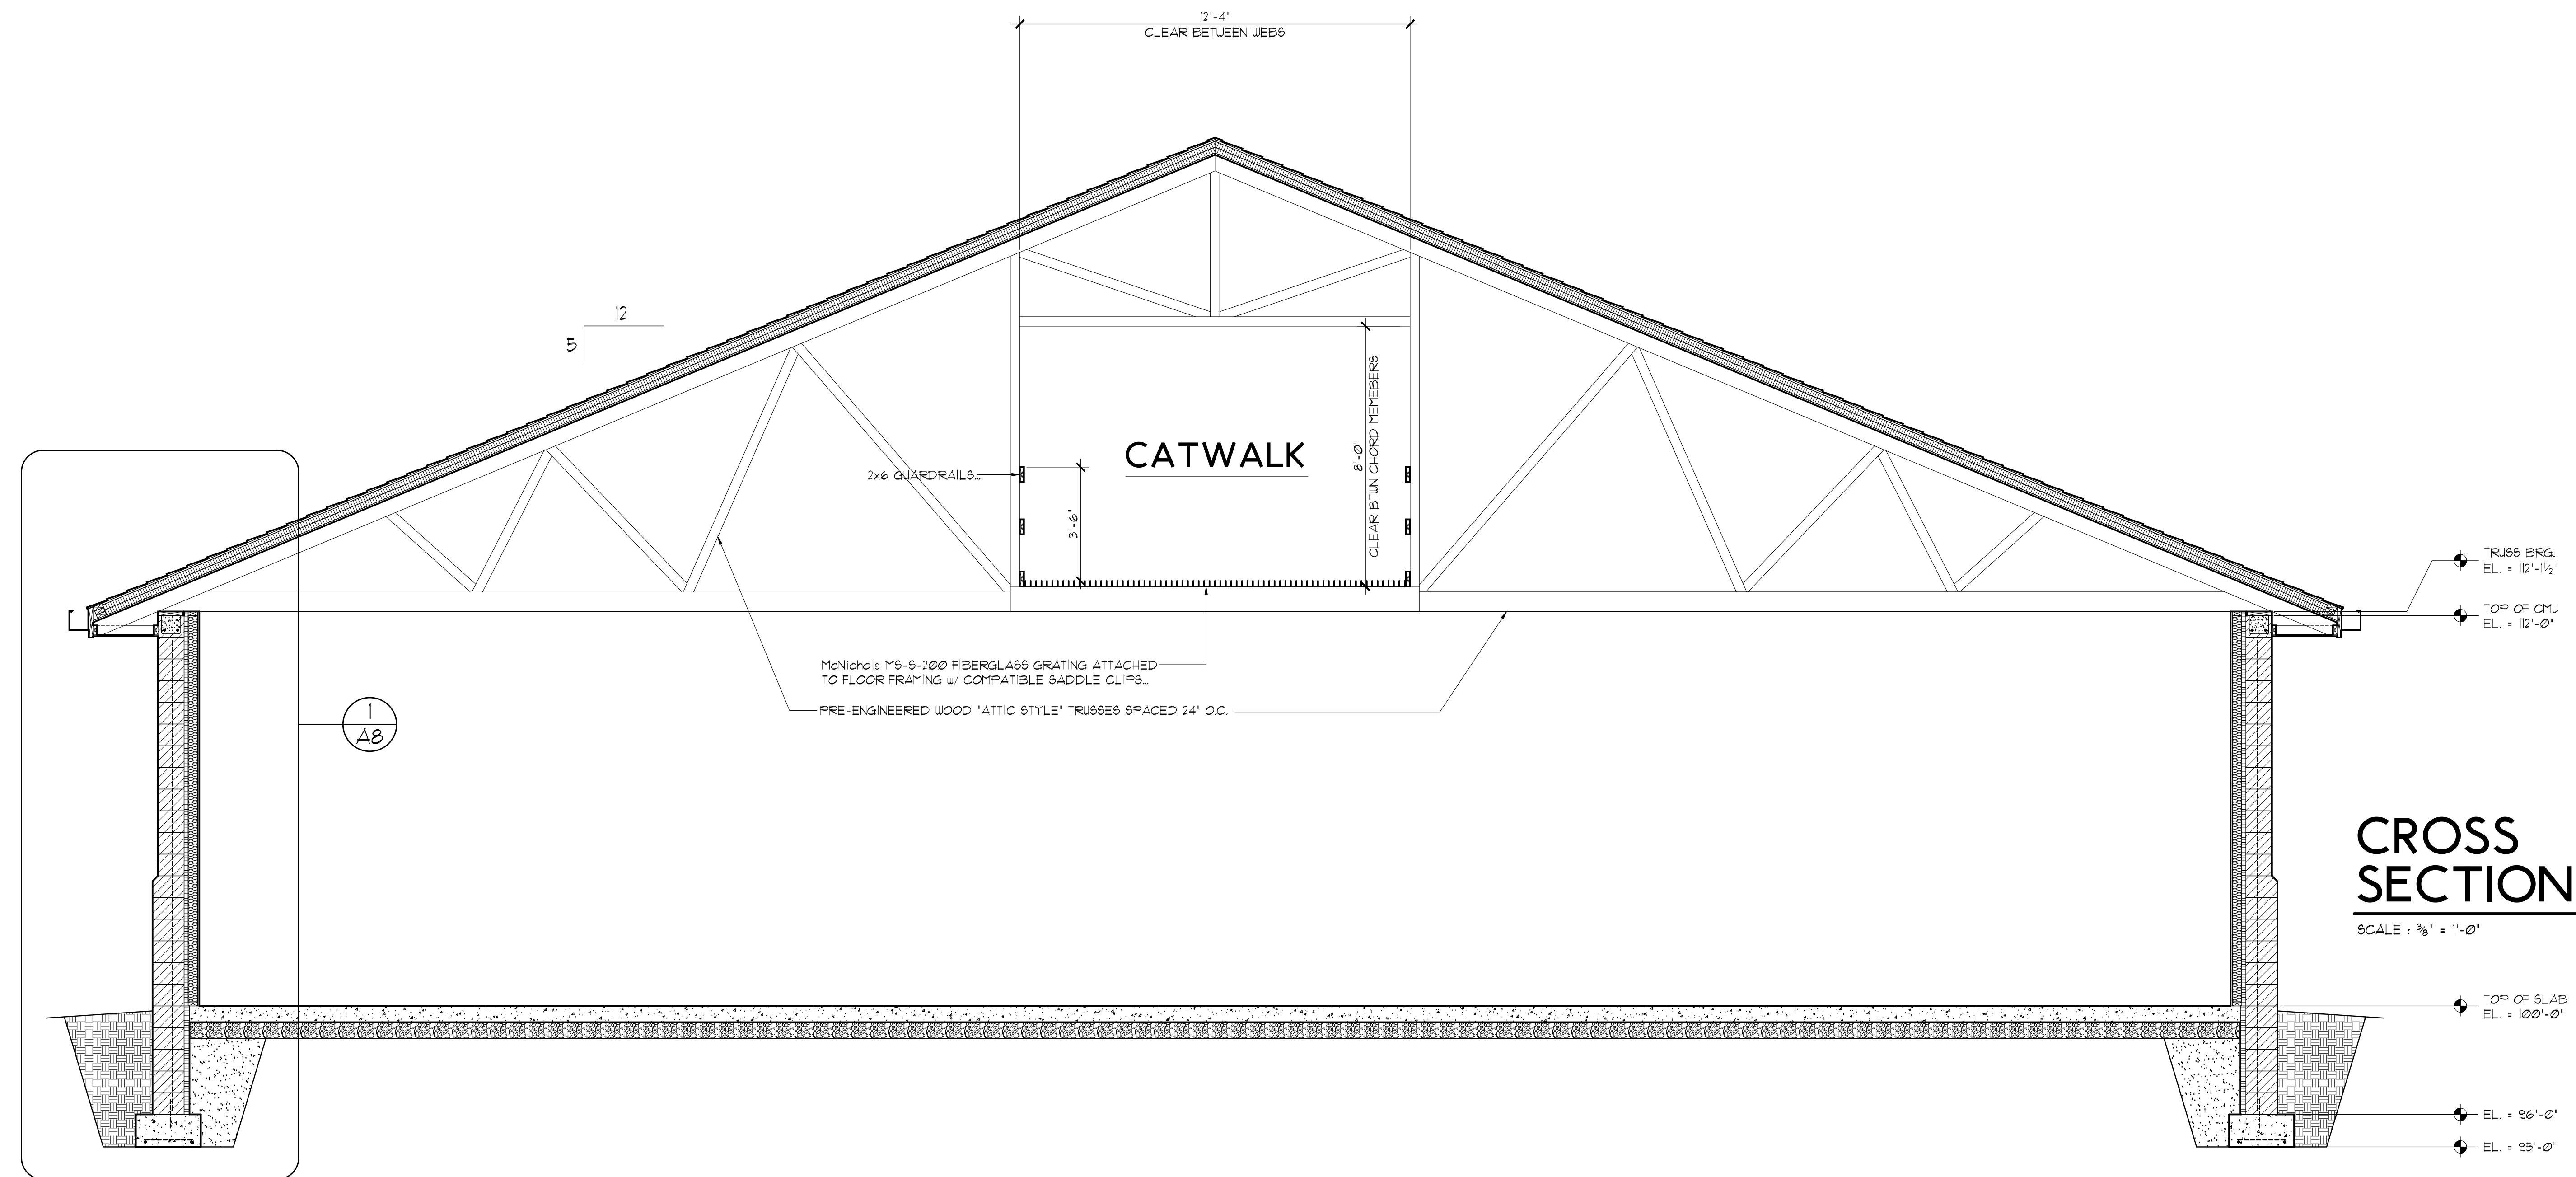 12'-4"
CLEAR BETWEEN WEBS
12
5
CATWALK
2x6 GUARDRAILS...
3'-6"
8'-0"
CLEAR BTWN CHORD MEMEBERS
TRUSS BRG.
EL. = 112'-1½"
TOP OF CMU
EL. = 112'-0"
McNichols MS-S-200 FIBERGLASS GRATING ATTACHED
TO FLOOR FRAMING w/ COMPATIBLE SADDLE CLIPS...
PRE-ENGINEERED WOOD "ATTIC STYLE" TRUSSES SPACED 24" O.C.
1
A8
CROSS
SECTION
SCALE : ⅜" = 1'-0"
TOP OF SLAB
EL. = 100'-0"
EL. = 96'-0"
EL. = 95'-0"